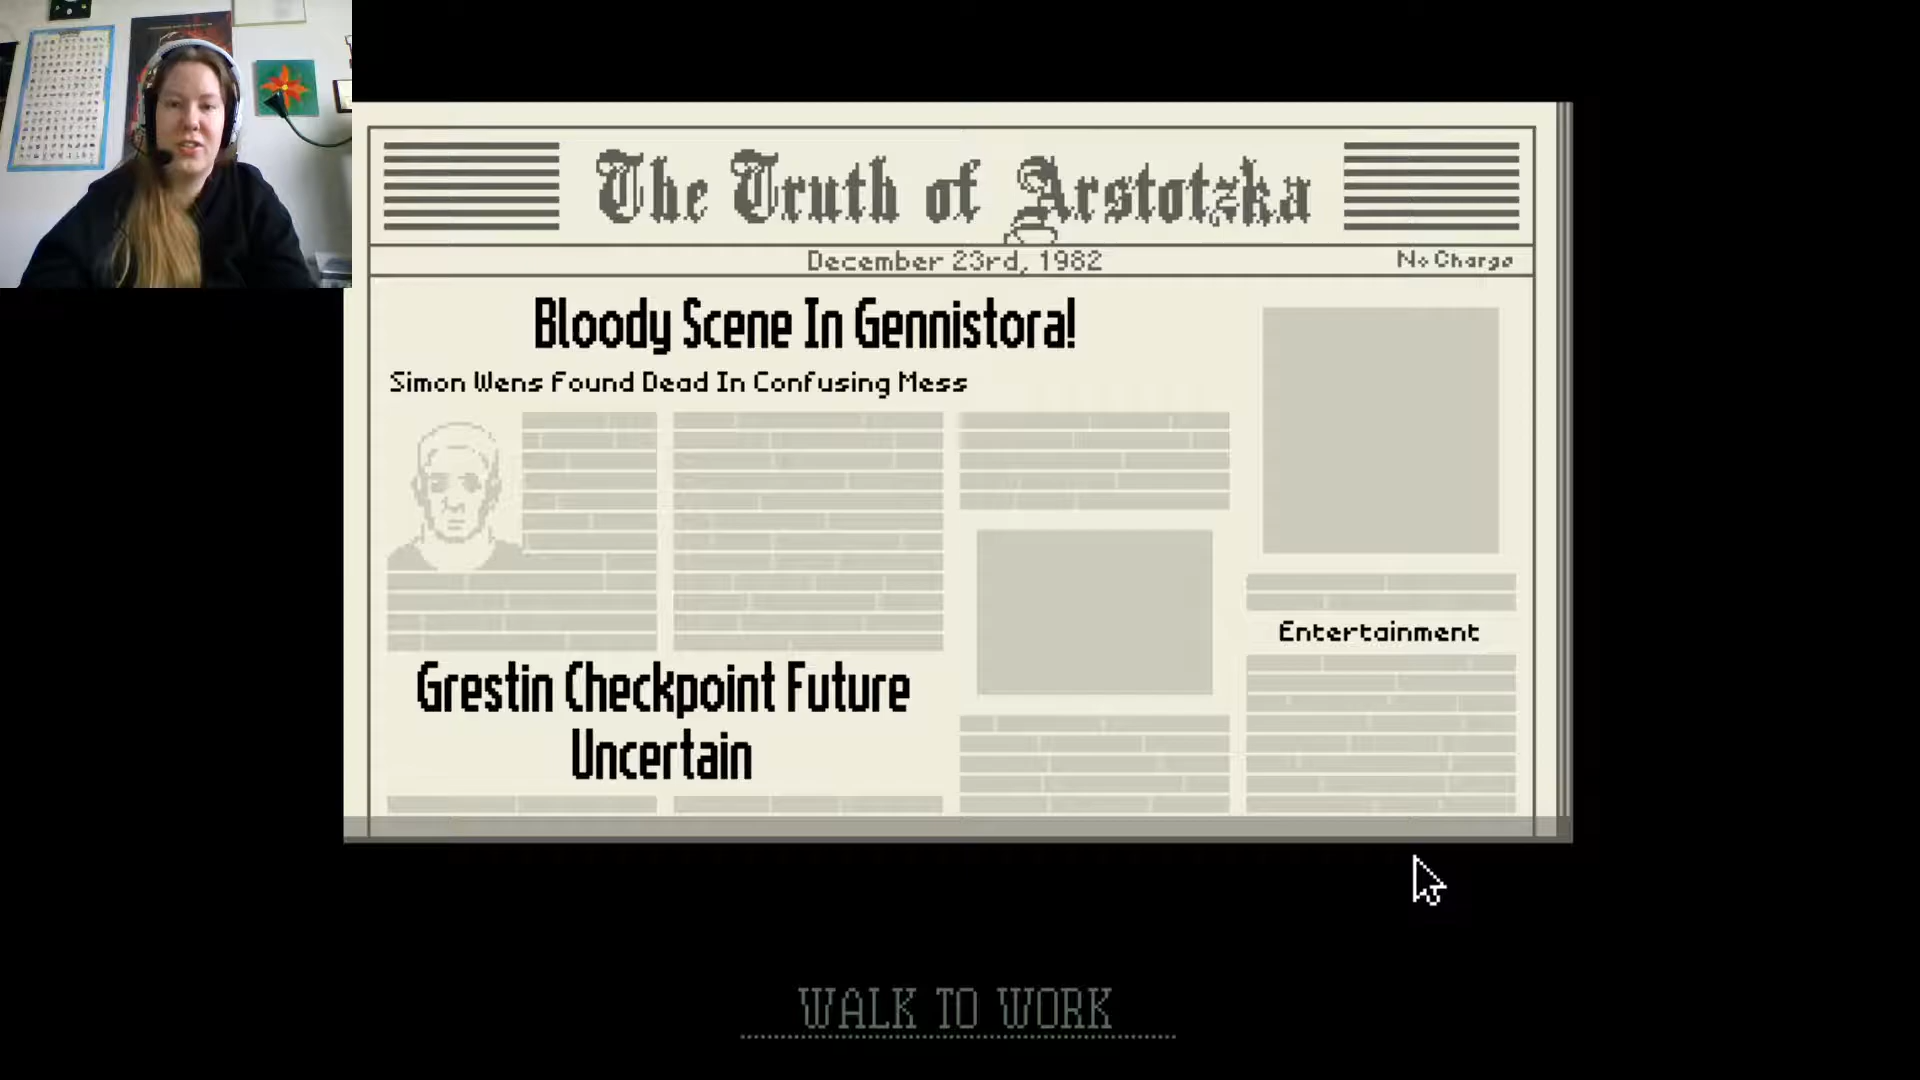 The Truth of Arstotzka
December 23rd, 1982
No Charge
Bloody Scene In Gennistora!
Simon Wens Found Dead In Confusing Mess
Grestin Checkpoint Future
Uncertain
Entertainment
WALK TO WORK